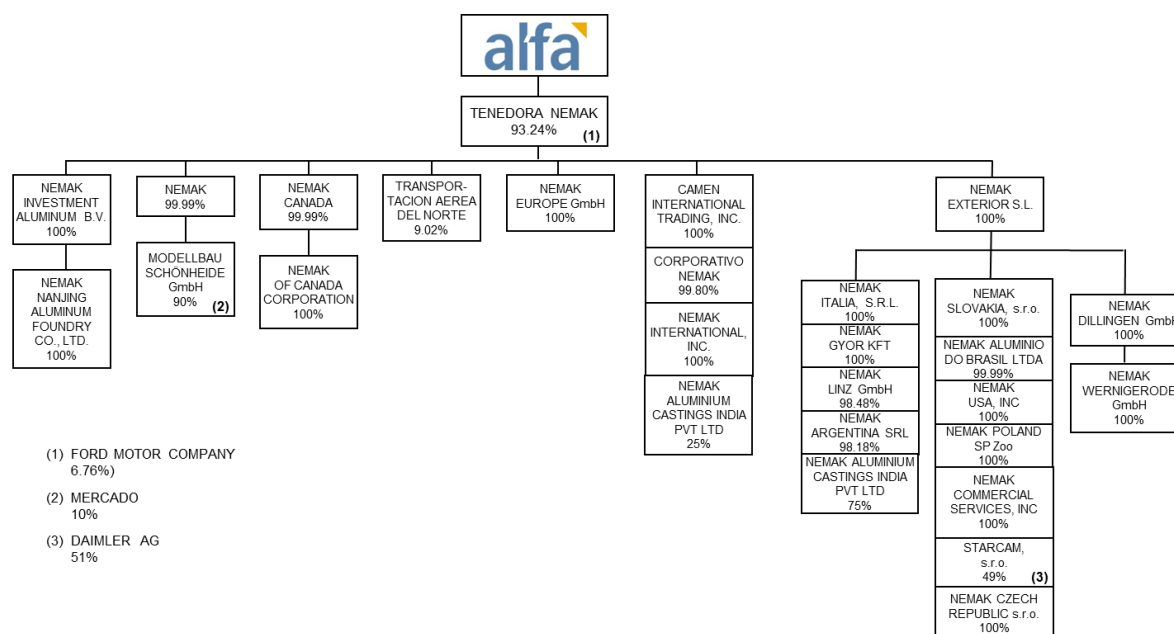 alfa
TENEDORA NEMAK
93.24%
(1)
NEMAK
INVESTMENT
ALUMINUM B.V.
100%
NEMAK
NANJING
ALUMINUM
FOUNDRY
CO., LTD.
100%
NEMAK
99.99%
MODELLBAU
SCHÖNHEIDE
GmbH
90%
(2)
NEMAK
CANADA
99.99%
NEMAK
OF CANADA
CORPORATION
100%
TRANSPOR-
TACION AEREA
DEL NORTE
9.02%
NEMAK
EUROPE GmbH
100%
CAMEN
INTERNATIONAL
TRADING, INC.
100%
CORPORATIVO
NEMAK
99.80%
NEMAK
INTERNATIONAL,
INC.
100%
NEMAK
ALUMINIUM
CASTINGS INDIA
PVT LTD
25%
NEMAK
EXTERIOR S.L.
100%
NEMAK
ITALIA, S.R.L.
100%
NEMAK
GYOR KFT
100%
NEMAK
LINZ GmbH
98.48%
NEMAK
ARGENTINA SRL
98.18%
NEMAK ALUMINIUM
CASTINGS INDIA
PVT LTD
75%
NEMAK
SLOVAKIA, s.r.o.
100%
NEMAK ALUMINIO
DO BRASIL LTDA
99.99%
NEMAK
USA, INC
100%
NEMAK POLAND
SP Zoo
100%
NEMAK
COMMERCIAL
SERVICES, INC
100%
STARCAM,
s.r.o.
49%
(3)
NEMAK CZECH
REPUBLIC s.r.o.
100%
NEMAK
DILLINGEN GmbH
100%
NEMAK
WERNIGERODE
GmbH
100%
(1) FORD MOTOR COMPANY
6.76%)
(2) MERCADO
10%
(3) DAIMLER AG
51%